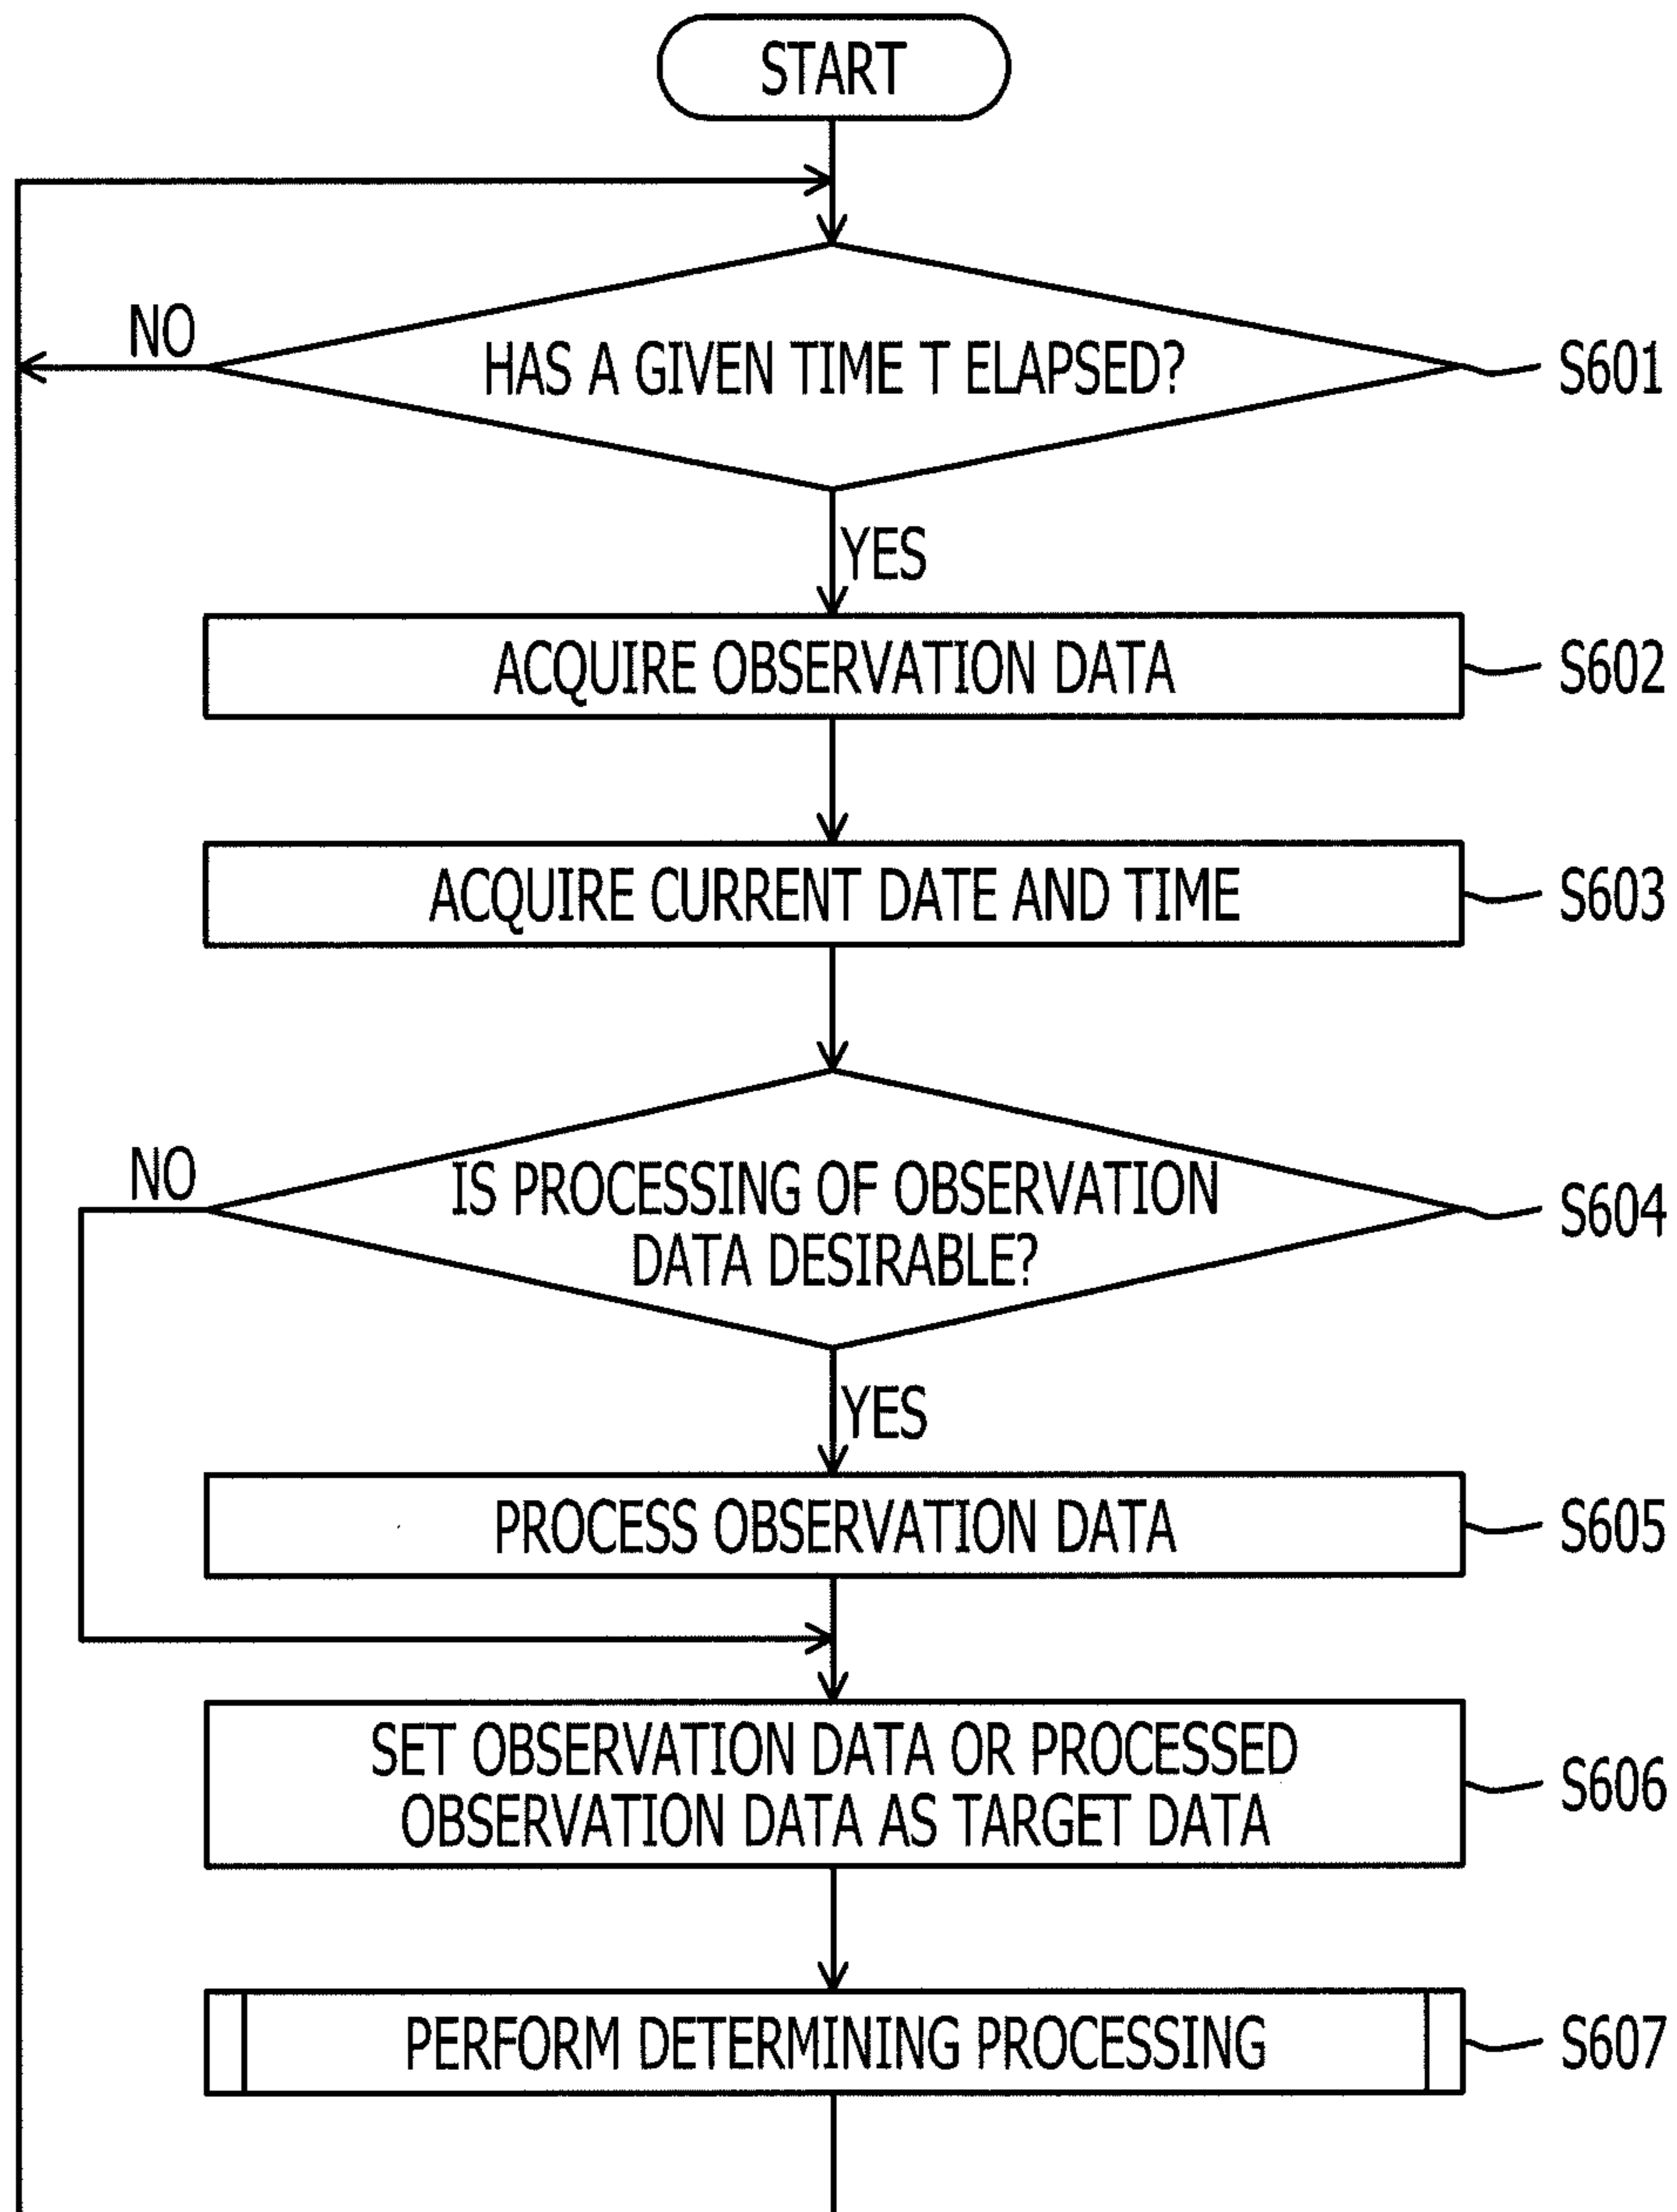 START
NO
HAS A GIVEN TIME T ELAPSED?
S601
YES
ACQUIRE OBSERVATION DATA
S602
ACQUIRE CURRENT DATE AND TIME
S603
NO
IS PROCESSING OF OBSERVATION
DATA DESIRABLE?
S604
YES
PROCESS OBSERVATION DATA
S605
SET OBSERVATION DATA OR PROCESSED
OBSERVATION DATA AS TARGET DATA
S606
PERFORM DETERMINING PROCESSING
S607